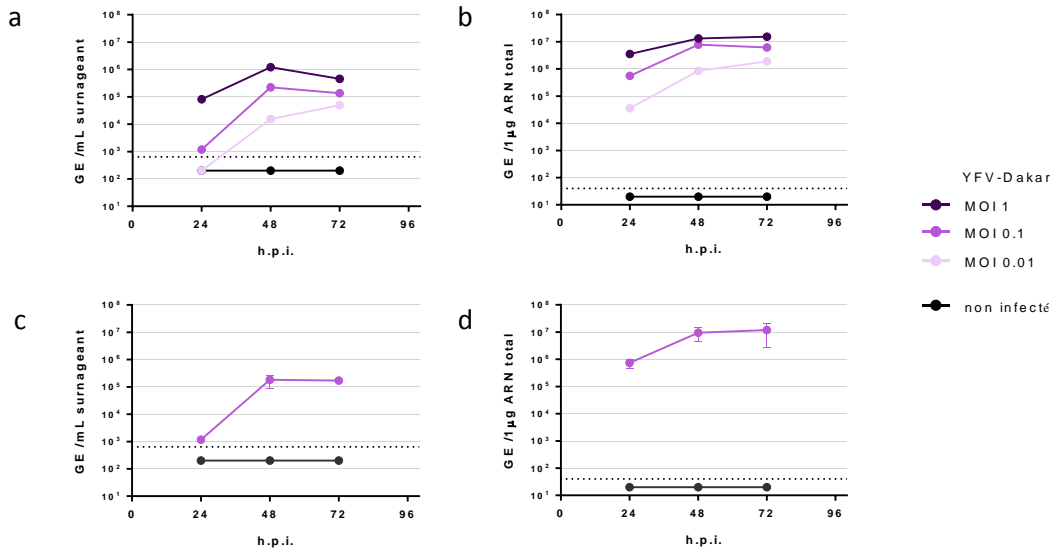 a
GE /mL surnageant
10⁸
10⁷
10⁶
10⁵
10⁴
10³
10²
10¹
0 24 48 72 96
h.p.i.
b
GE /1µg ARN total
10⁸
10⁷
10⁶
10⁵
10⁴
10³
10²
10¹
0 24 48 72 96
h.p.i.
YFV-Dakar
MOI 1
MOI 0.1
MOI 0.01
non infecté
c
GE /mL surnageant
10⁸
10⁷
10⁶
10⁵
10⁴
10³
10²
10¹
0 24 48 72 96
h.p.i.
d
GE /1µg ARN total
10⁸
10⁷
10⁶
10⁵
10⁴
10³
10²
10¹
0 24 48 72 96
h.p.i.